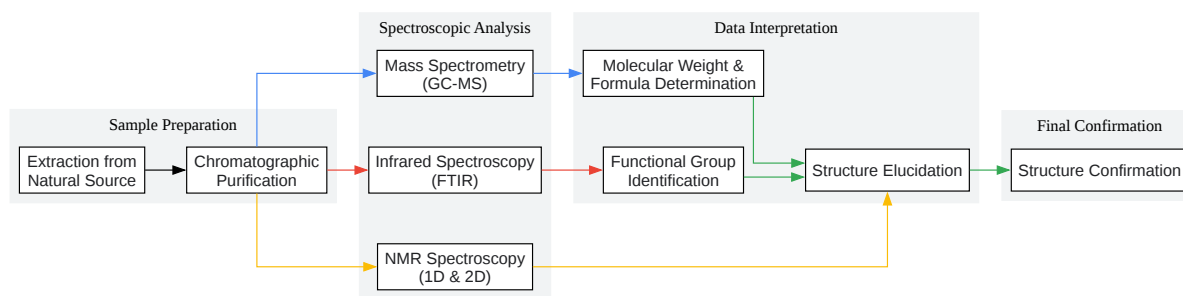 Sample Preparation
Extraction from
Natural Source
Chromatographic
Purification
Spectroscopic Analysis
Mass Spectrometry
(GC-MS)
Infrared Spectroscopy
(FTIR)
NMR Spectroscopy
(1D & 2D)
Data Interpretation
Molecular Weight &
Formula Determination
Functional Group
Identification
Structure Elucidation
Final Confirmation
Structure Confirmation